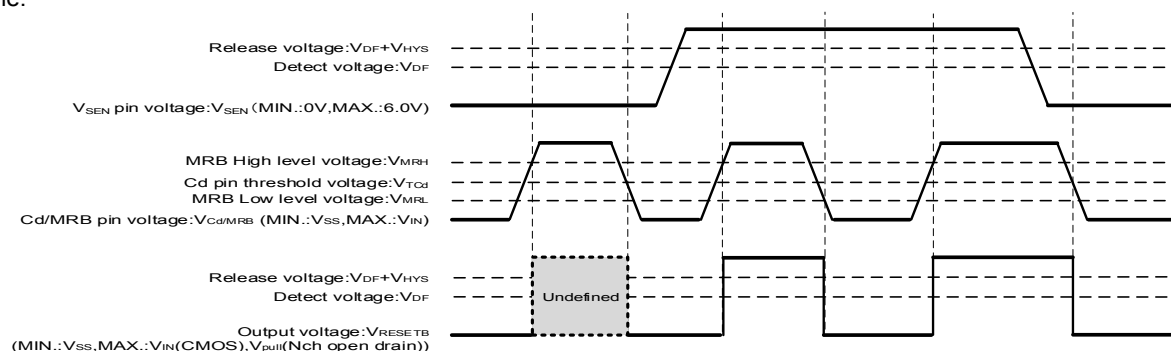 Release voltage:VDF+VHYS
Detect voltage:VDF
VSEN pin voltage:VSEN (MIN.:0V,MAX.:6.0V)
MRB High level voltage:VMRH
Cd pin threshold voltage:VTCd
MRB Low level voltage:VMRL
Cd/MRB pin voltage:VCd/MRB (MIN.:VSS,MAX.:VIN)
Release voltage:VDF+VHYS
Detect voltage:VDF
Undefined
Output voltage:VRESETB
(MIN.:VSS,MAX.:VIN(CMOS),Vpull(Nch open drain))